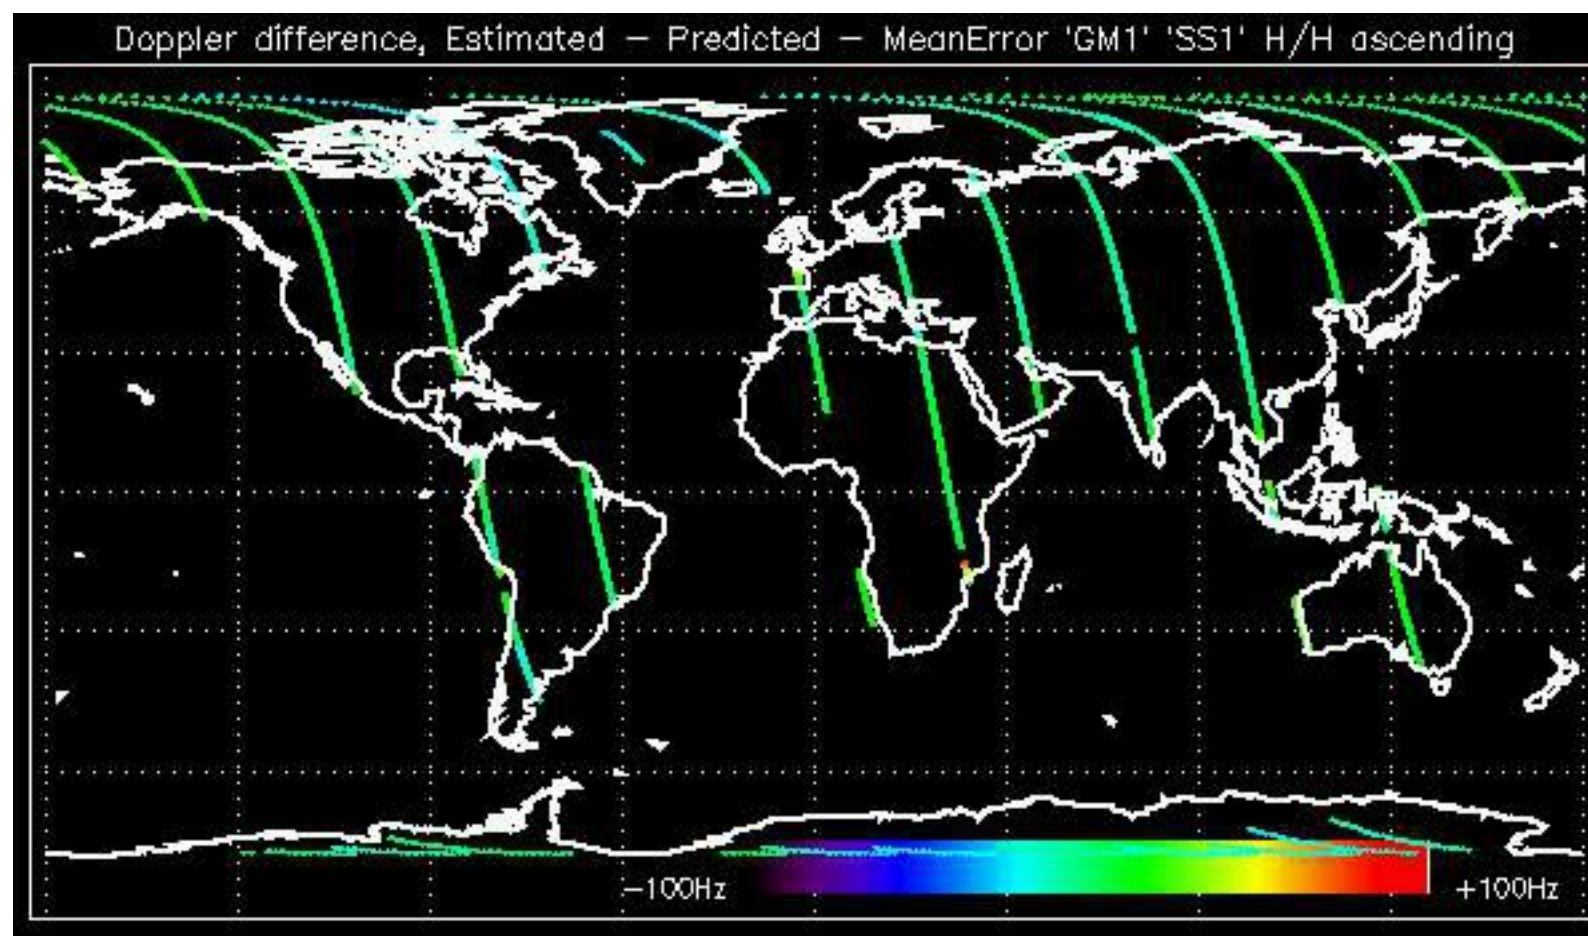 Doppler difference, Estimated – Predicted – MeanError 'GM1' 'SS1' H/H ascending
-100Hz
+100Hz